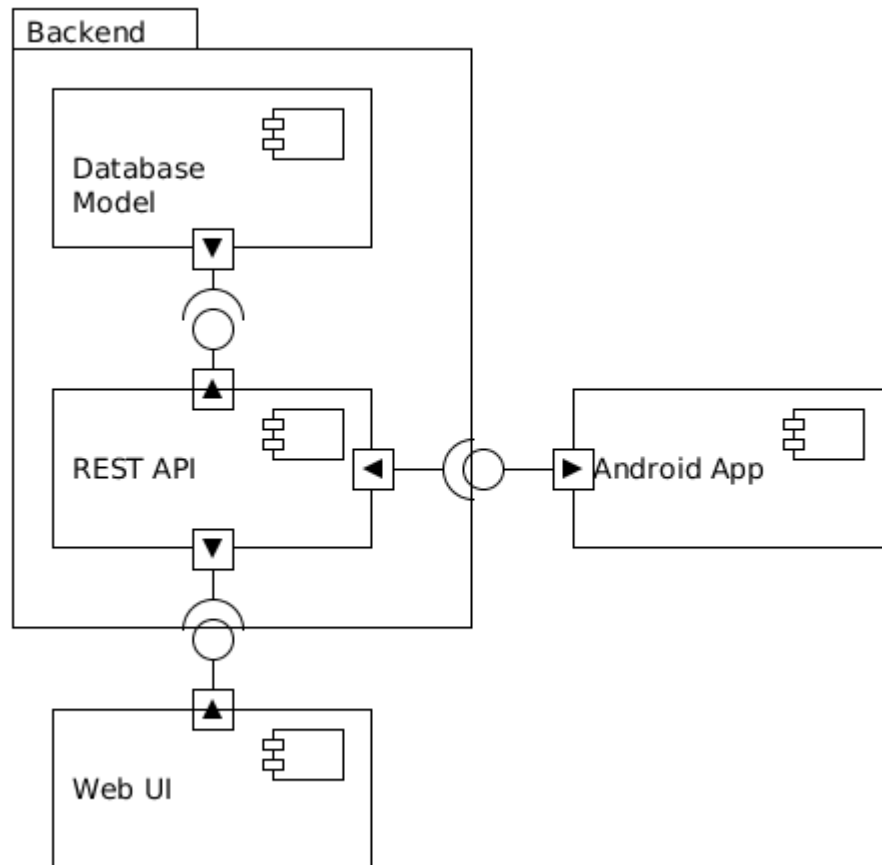 Backend
Database
Model
REST API
Android App
Web UI